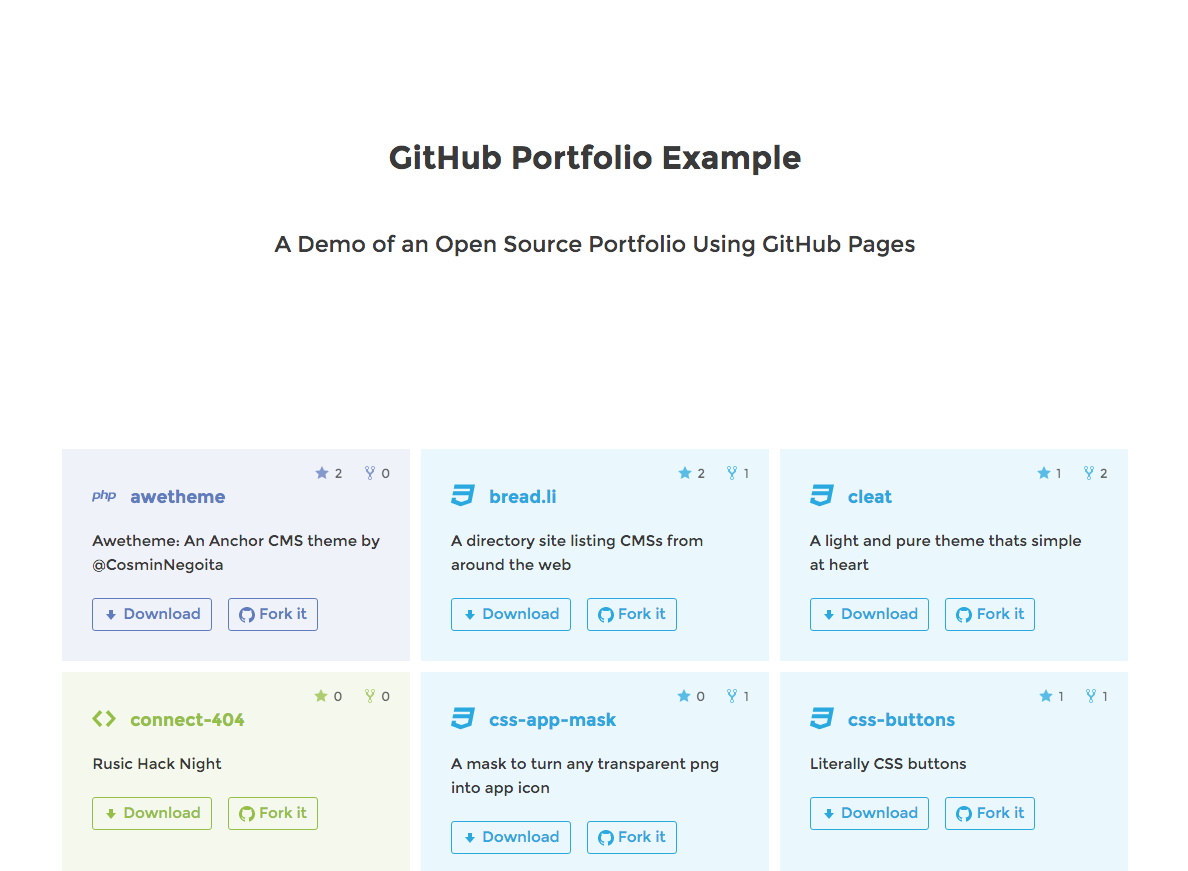 GitHub Portfolio Example
A Demo of an Open Source Portfolio Using GitHub Pages
2 0
php awetheme
Awetheme: An Anchor CMS theme by
@CosminNegoita
Download Fork it
2 1
bread.li
A directory site listing CMSs from
around the web
Download Fork it
1 2
cleat
A light and pure theme thats simple
at heart
Download Fork it
0 0
connect-404
Rusic Hack Night
Download Fork it
0 1
css-app-mask
A mask to turn any transparent png
into app icon
Download Fork it
1 1
css-buttons
Literally CSS buttons
Download Fork it